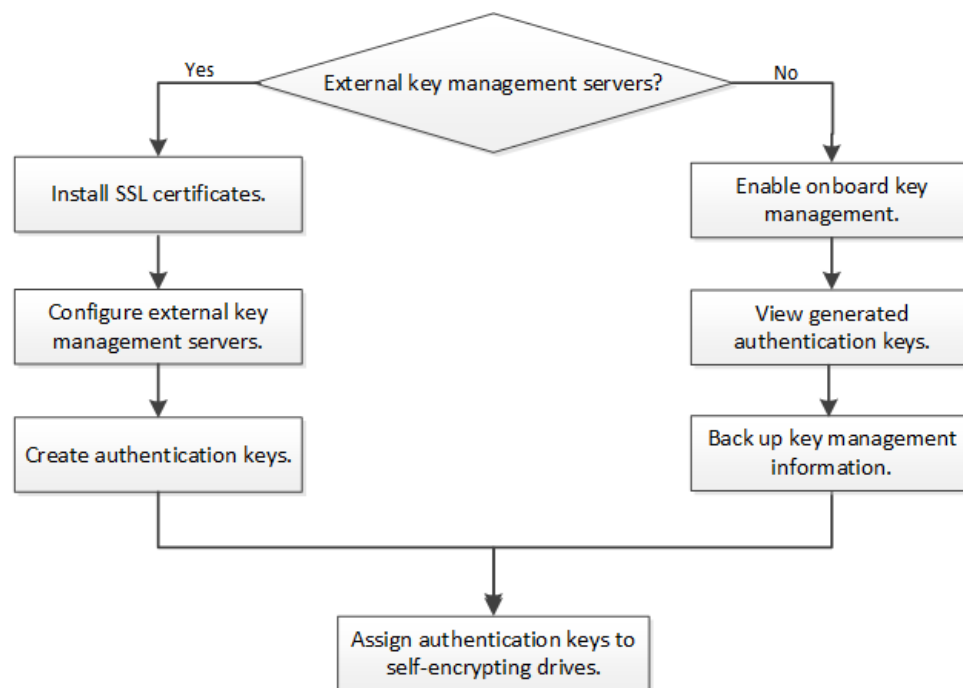 External key management servers?
Yes
No
Install SSL certificates.
Enable onboard key
management.
Configure external key
management servers.
View generated
authentication keys.
Create authentication keys.
Back up key management
information.
Assign authentication keys to
self-encrypting drives.